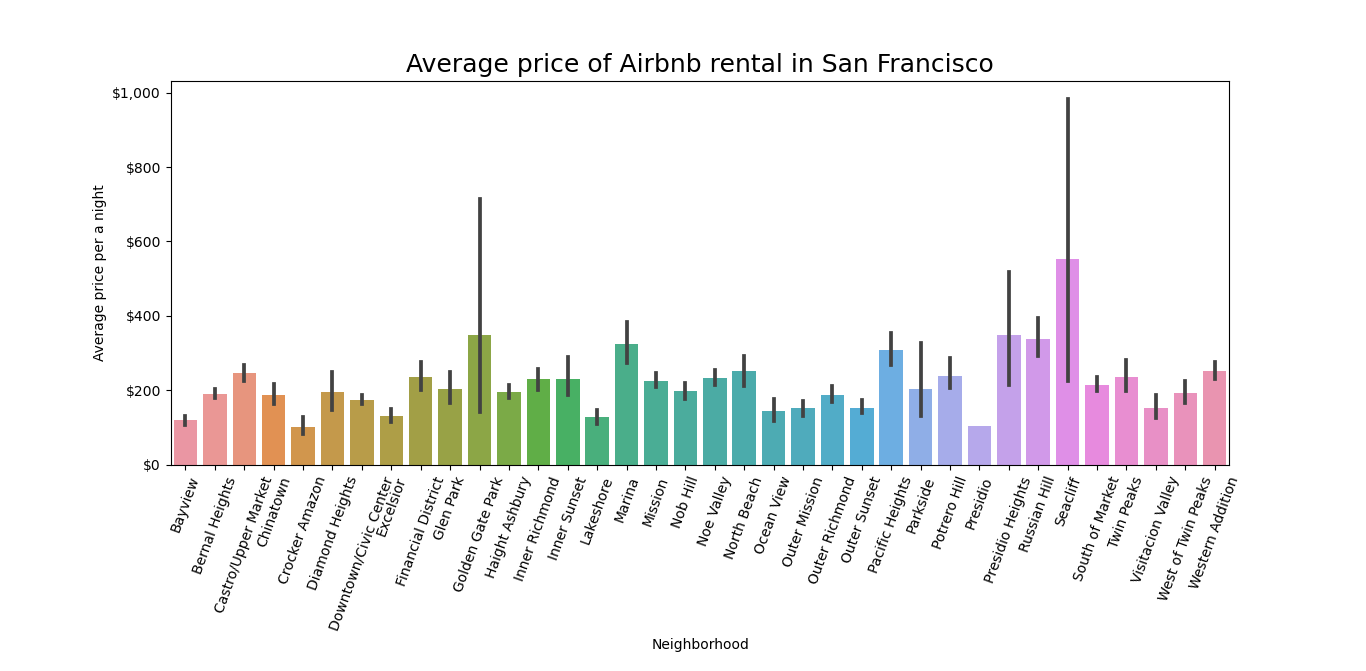 Average price of Airbnb rental in San Francisco
$1,000
$800
$600
$400
$200
$0
Average price per a night
Bayview
Bernal Heights
Castro/Upper Market
Chinatown
Crocker Amazon
Diamond Heights
Downtown/Civic Center
Excelsior
Financial District
Glen Park
Golden Gate Park
Haight Ashbury
Inner Richmond
Inner Sunset
Lakeshore
Marina
Mission
Nob Hill
Noe Valley
North Beach
Ocean View
Outer Mission
Outer Richmond
Outer Sunset
Pacific Heights
Parkside
Potrero Hill
Presidio
Presidio Heights
Russian Hill
Seacliff
South of Market
Twin Peaks
Visitacion Valley
West of Twin Peaks
Western Addition
Neighborhood